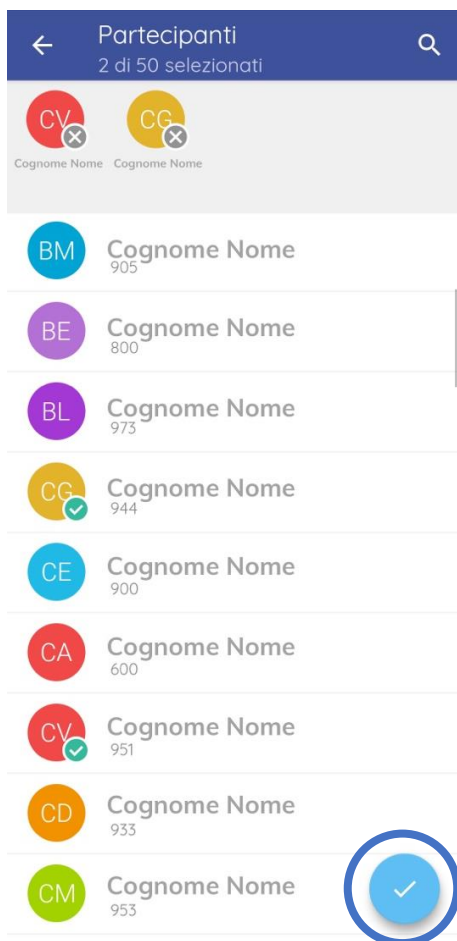 Partecipanti
2 di 50 selezionati
CV CG
Cognome Nome Cognome Nome
BM Cognome Nome
905
BE Cognome Nome
800
BL Cognome Nome
973
CG Cognome Nome
944
CE Cognome Nome
900
CA Cognome Nome
600
CV Cognome Nome
951
CD Cognome Nome
933
CM Cognome Nome
953